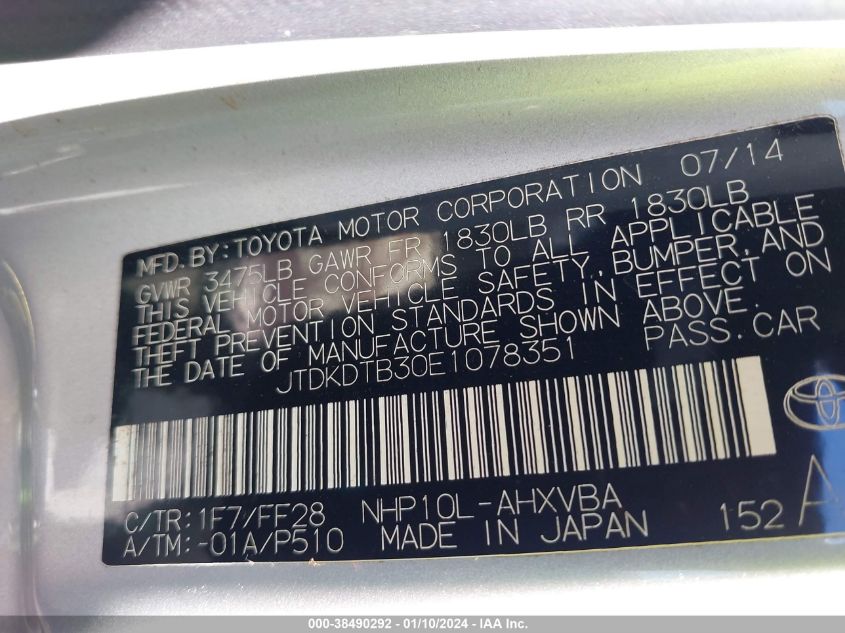 MFD. BY: TOYOTA MOTOR CORPORATION 07/14
GVWR 3475LB GAWR FR 1830LB RR 1830LB
THIS VEHICLE CONFORMS TO ALL APPLICABLE
FEDERAL MOTOR VEHICLE SAFETY, BUMPER, AND
THEFT PREVENTION STANDARDS IN EFFECT ON
THE DATE OF MANUFACTURE SHOWN ABOVE.
JTDKDTB30E1078351 PASS. CAR
C/TR: 1F7/FF28 NHP10L-AHXVBA
A/TM: -01A/P510 MADE IN JAPAN 152 A
000-38490292 - 01/10/2024 - IAA Inc.